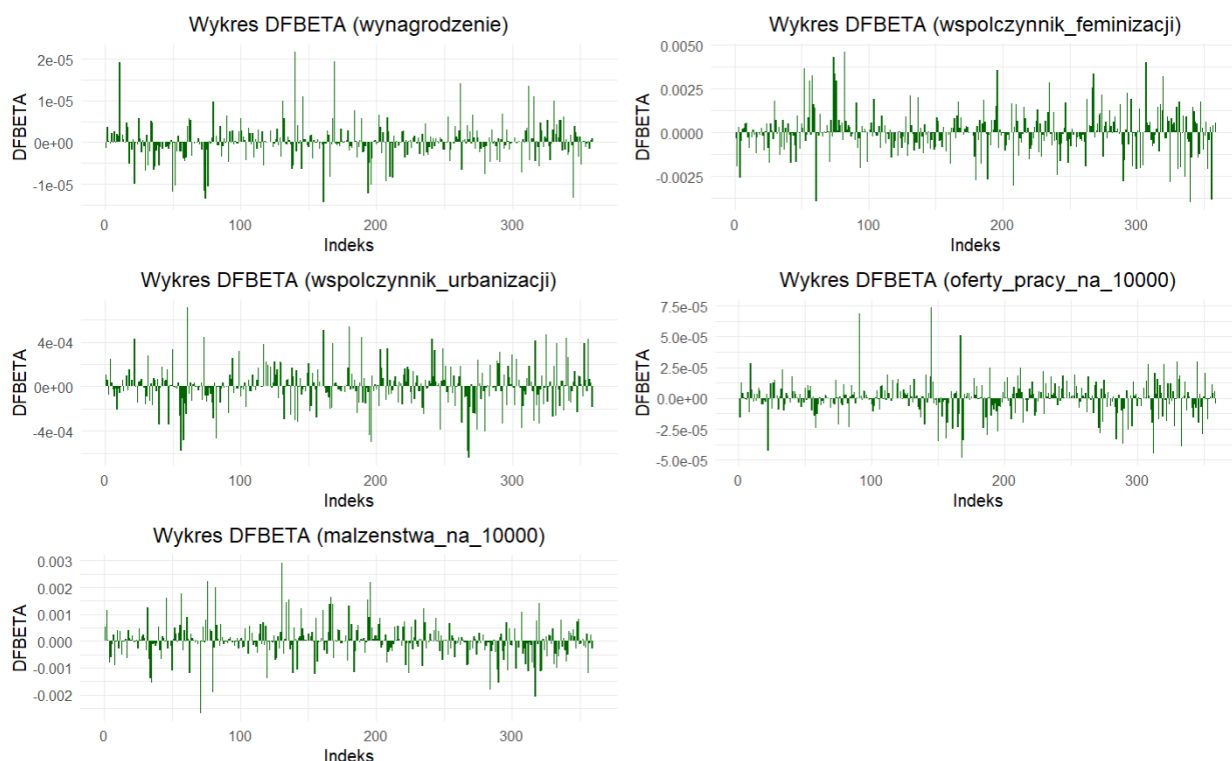 Wykres DFBETA (wynagrodzenie)
2e-05
1e-05
0e+00
-1e-05
DFBETA
0
100
200
300
Indeks
Wykres DFBETA (wspolczynnik_feminizacji)
0.0050
0.0025
0.0000
-0.0025
DFBETA
0
100
200
300
Indeks
Wykres DFBETA (wspolczynnik_urbanizacji)
4e-04
0e+00
-4e-04
DFBETA
0
100
200
300
Indeks
Wykres DFBETA (oferty_pracy_na_10000)
7.5e-05
5.0e-05
2.5e-05
0.0e+00
-2.5e-05
-5.0e-05
DFBETA
0
100
200
300
Indeks
Wykres DFBETA (malzenstwa_na_10000)
0.003
0.002
0.001
0.000
-0.001
-0.002
DFBETA
0
100
200
300
Indeks